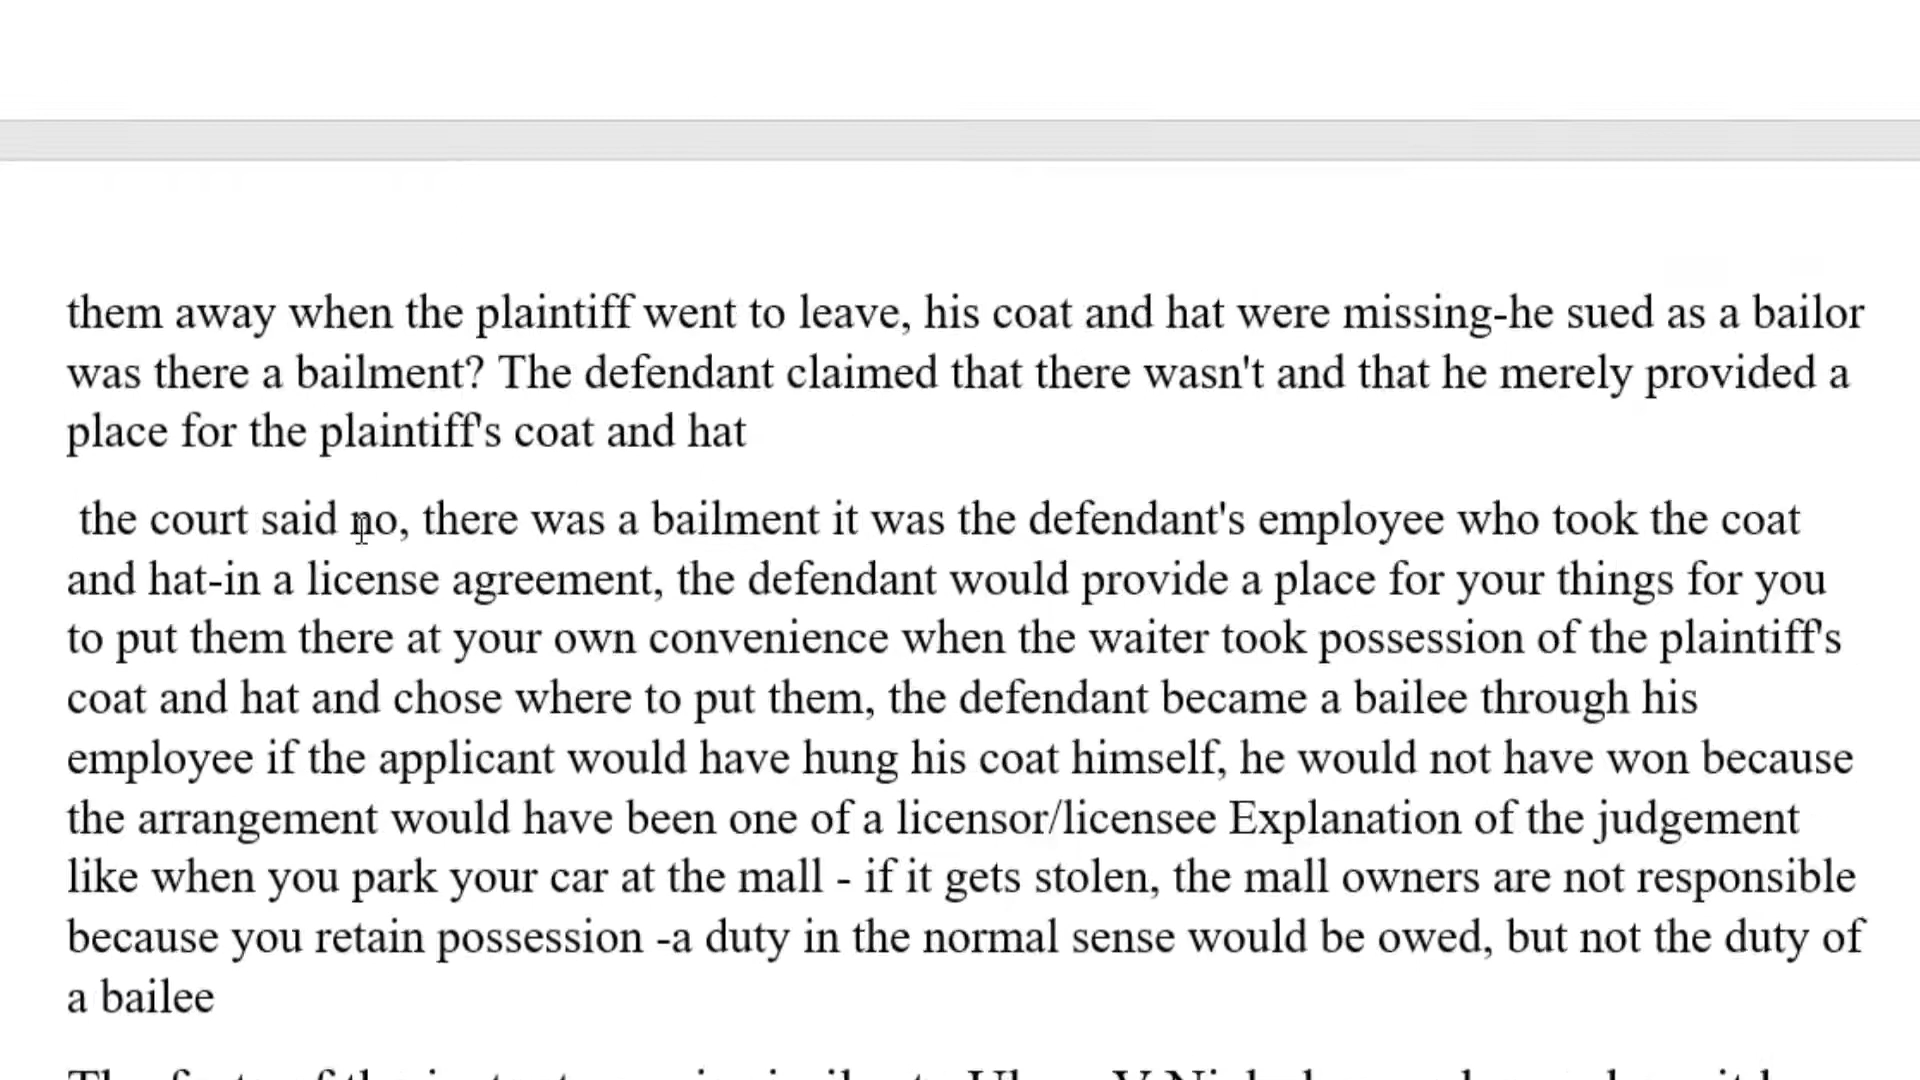 them away when the plaintiff went to leave, his coat and hat were missing-he sued as a bailor
was there a bailment? The defendant claimed that there wasn't and that he merely provided a
place for the plaintiff's coat and hat
the court said no, there was a bailment it was the defendant's employee who took the coat
and hat-in a license agreement, the defendant would provide a place for your things for you
to put them there at your own convenience when the waiter took possession of the plaintiff's
coat and hat and chose where to put them, the defendant became a bailee through his
employee if the applicant would have hung his coat himself, he would not have won because
the arrangement would have been one of a licensor/licensee Explanation of the judgement
like when you park your car at the mall - if it gets stolen, the mall owners are not responsible
because you retain possession -a duty in the normal sense would be owed, but not the duty of
a bailee